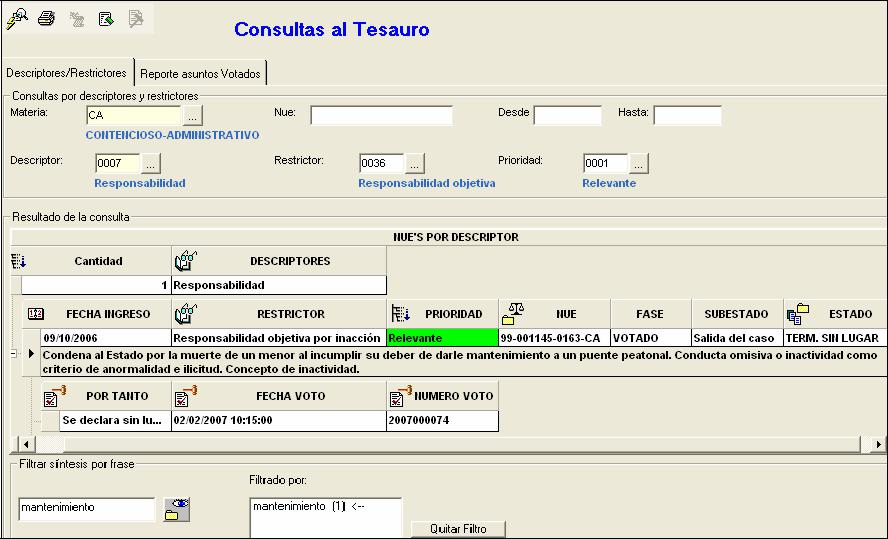 Consultas al Tesauro
Descriptores/Restrictores
Reporte asuntos Votados
Consultas por descriptores y restrictores
Materia: CA ... Nue: Desde Hasta:
CONTENCIOSO-ADMINISTRATIVO
Descriptor: 0007 ... Restrictor: 0036 ... Prioridad: 0001 ...
Responsabilidad Responsabilidad objetiva Relevante
Resultado de la consulta
NUE'S POR DESCRIPTOR
Cantidad DESCRIPTORES
1 Responsabilidad
FECHA INGRESO RESTRICTOR PRIORIDAD NUE FASE SUBESTADO ESTADO
09/10/2006 Responsabilidad objetiva por inacción Relevante 99-001145-0163-CA VOTADO Salida del caso TERM. SIN LUGAR
Condena al Estado por la muerte de un menor al incumplir su deber de darle mantenimiento a un puente peatonal. Conducta omisiva o inactividad como
criterio de anormalidad e ilicitud. Concepto de inactividad.
POR TANTO FECHA VOTO NUMERO VOTO
Se declara sin lu... 02/02/2007 10:15:00 2007000074
Filtrar síntesis por frase
Filtrado por:
mantenimiento mantenimiento (1) <--
Quitar Filtro